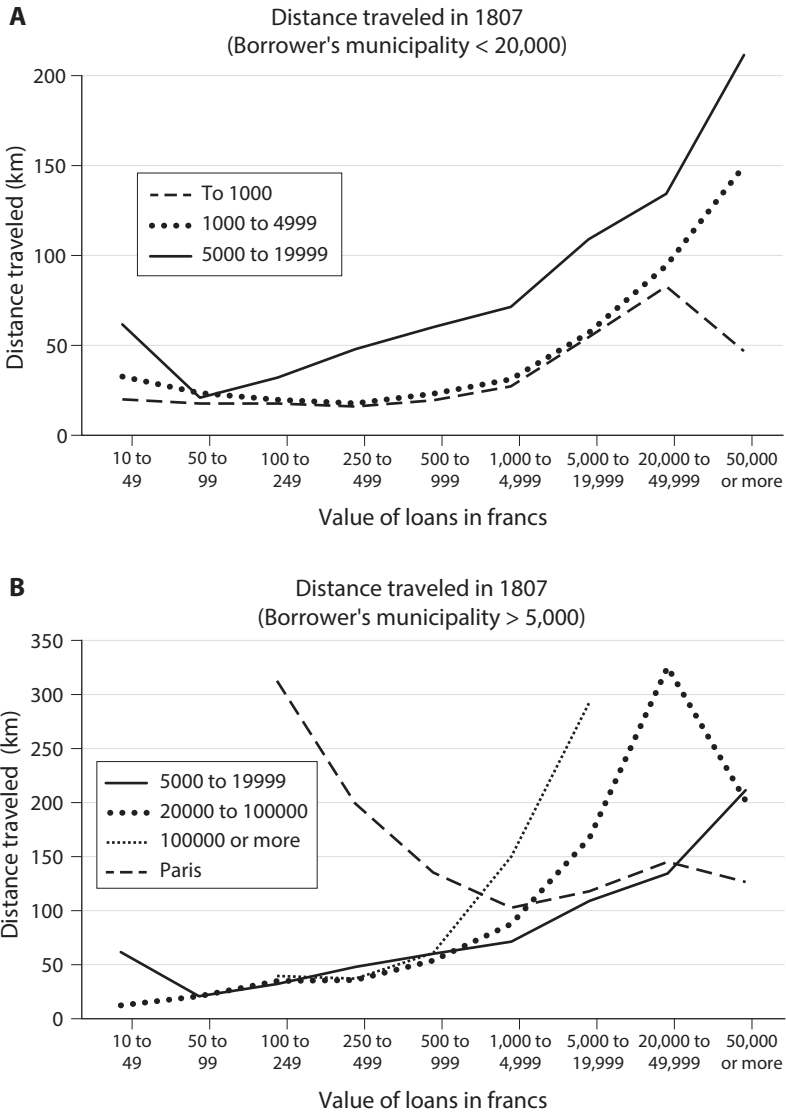 A
Distance traveled in 1807
(Borrower's municipality < 20,000)
Distance traveled (km)
200
150
100
50
0
To 1000
1000 to 4999
5000 to 19999
10 to 49
50 to 99
100 to 249
250 to 499
500 to 999
1,000 to 4,999
5,000 to 19,999
20,000 to 49,999
50,000 or more
Value of loans in francs
B
Distance traveled in 1807
(Borrower's municipality > 5,000)
Distance traveled (km)
350
300
250
200
150
100
50
0
5000 to 19999
20000 to 100000
100000 or more
Paris
10 to 49
50 to 99
100 to 249
250 to 499
500 to 999
1,000 to 4,999
5,000 to 19,999
20,000 to 49,999
50,000 or more
Value of loans in francs